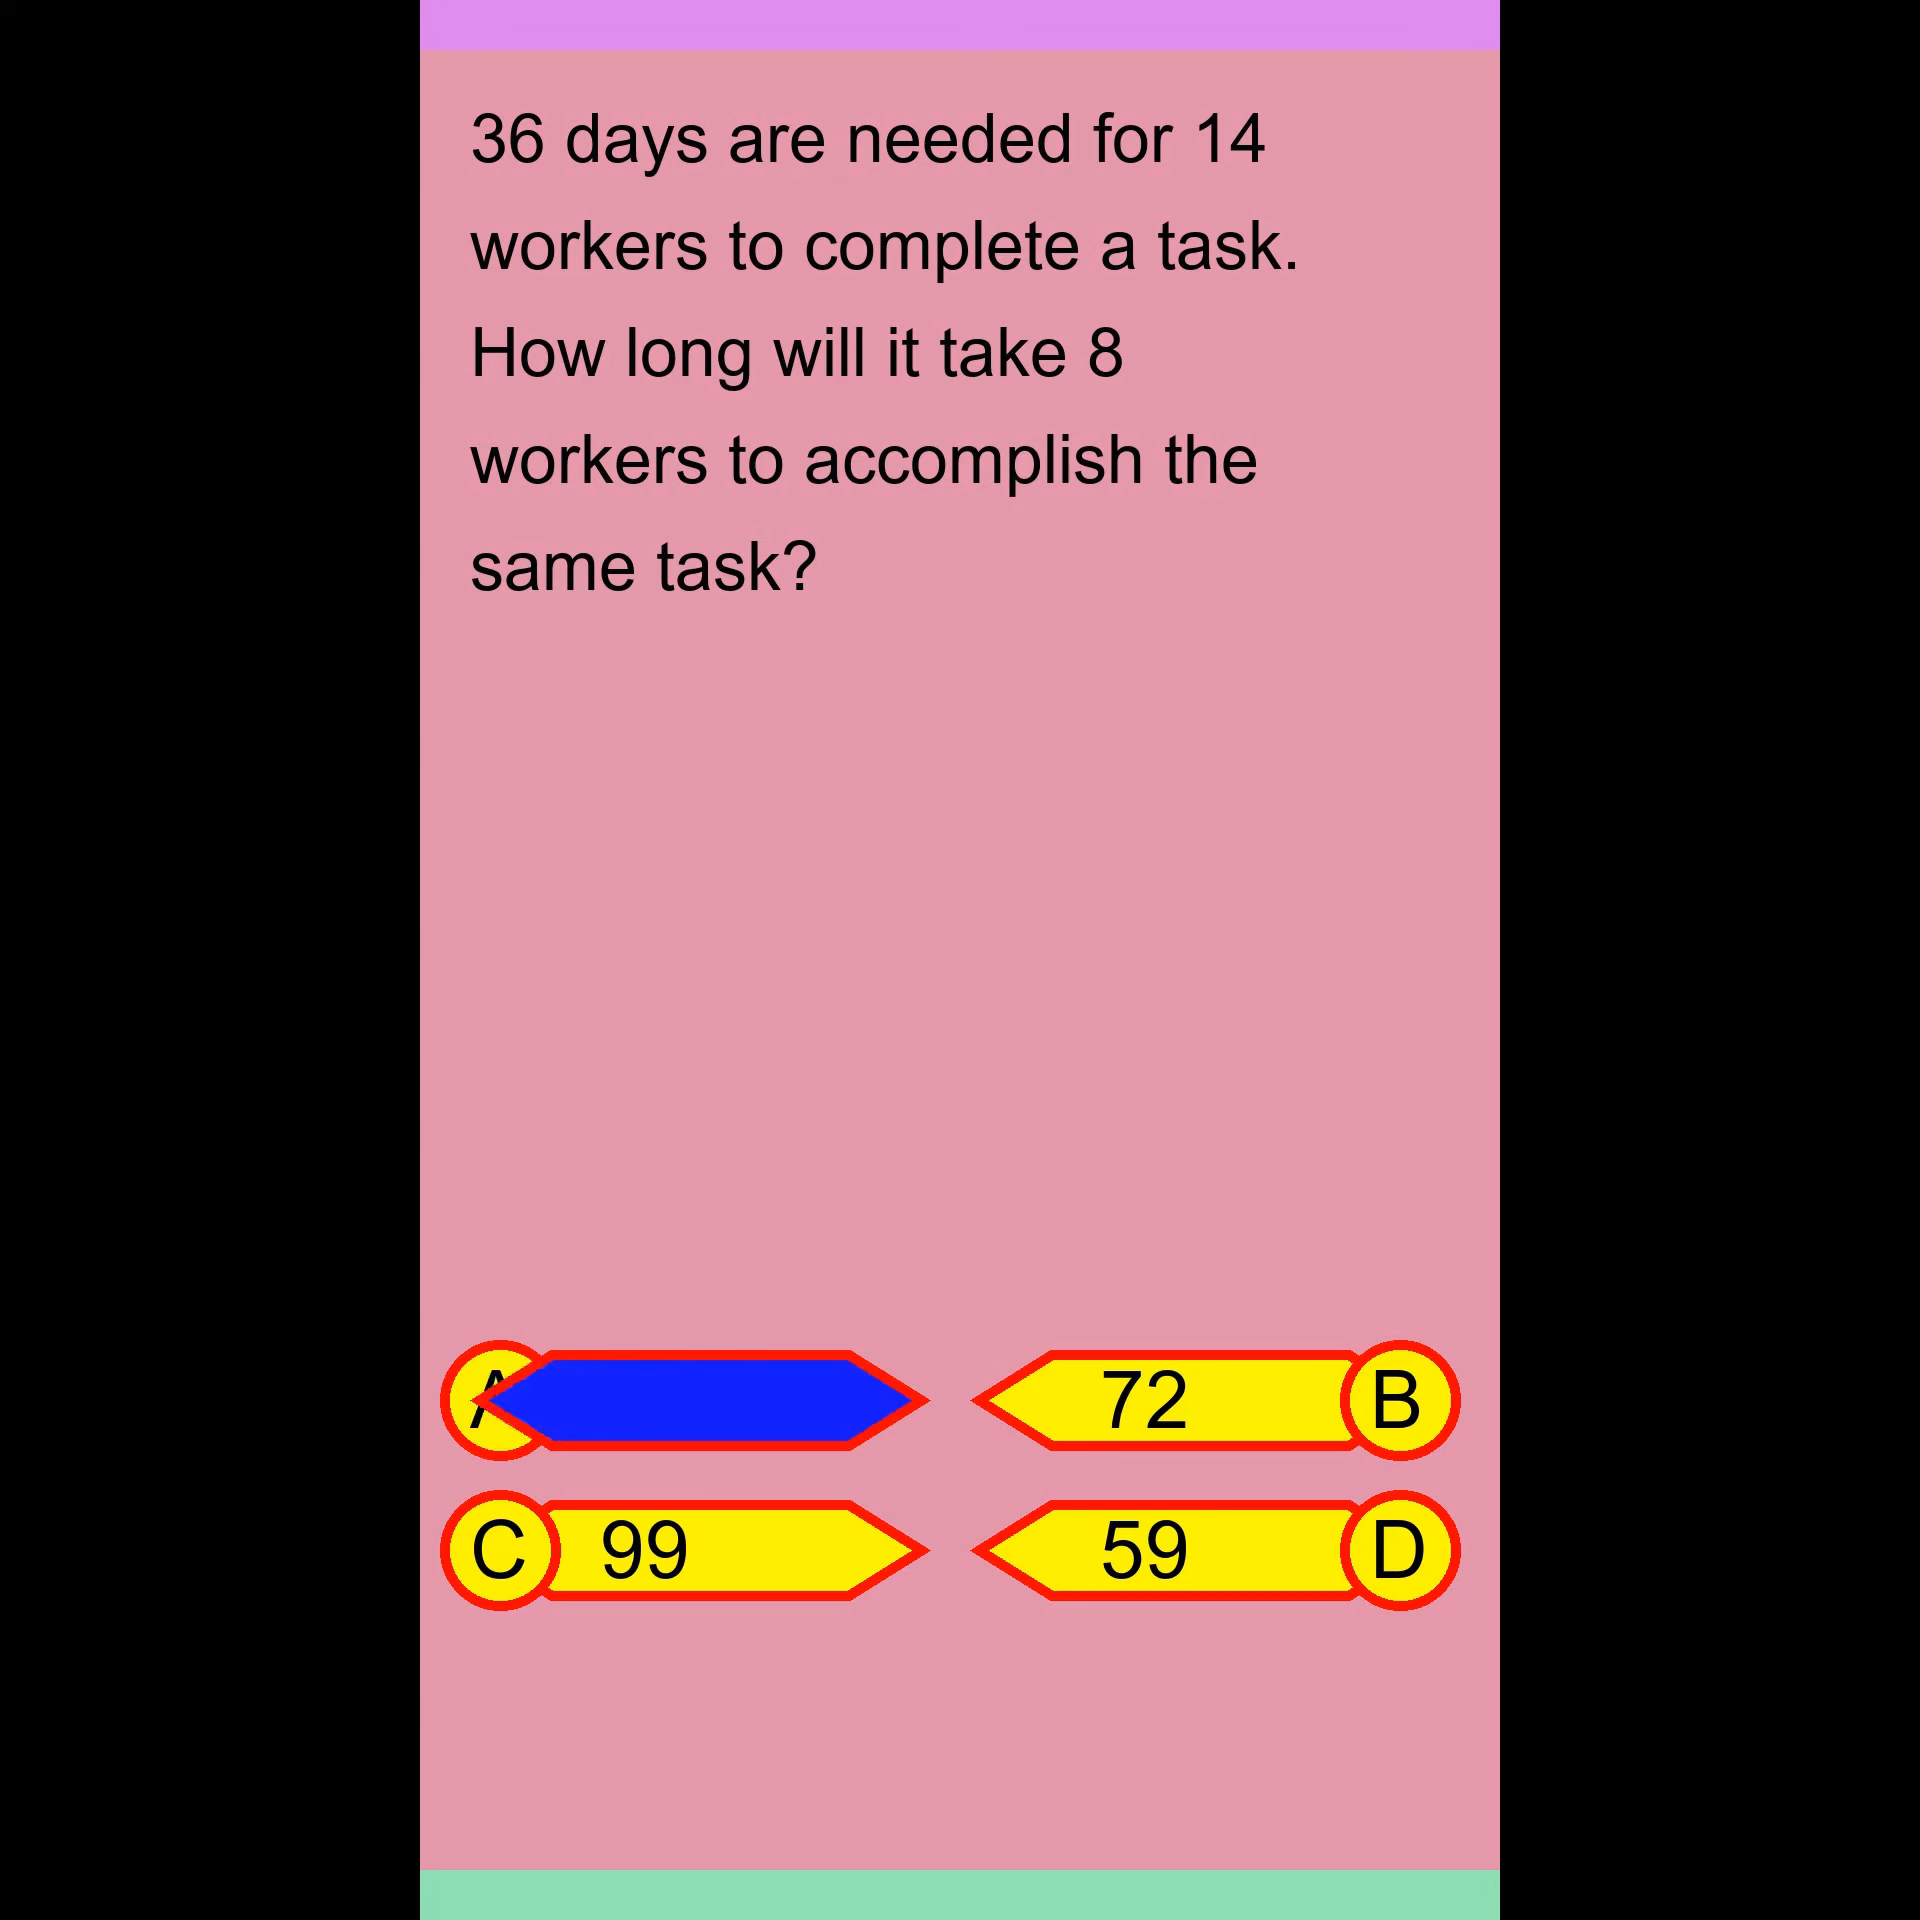 36 days are needed for 14
workers to complete a task.
How long will it take 8
workers to accomplish the
same task?
A
72 B
C 99
59 D